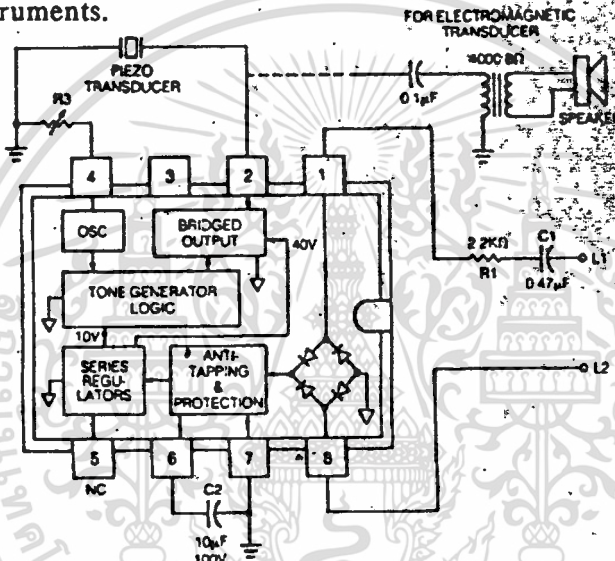 ruments.
FOR ELECTROMAGNETIC
TRANSDUCER
PIEZO
TRANSDUCER
R3
0.1µF
8Ω
SPEAKER
4
3
2
1
OSC
BRIDGED
OUTPUT
40V
TONE GENERATOR
LOGIC
2.2KΩ
R1
C1
0.47µF
L1
10V
SERIES
REGU-
LATORS
ANTI-
TAPPING
&
PROTECTION
L2
5
6
7
8
NC
C2
10µF
100V